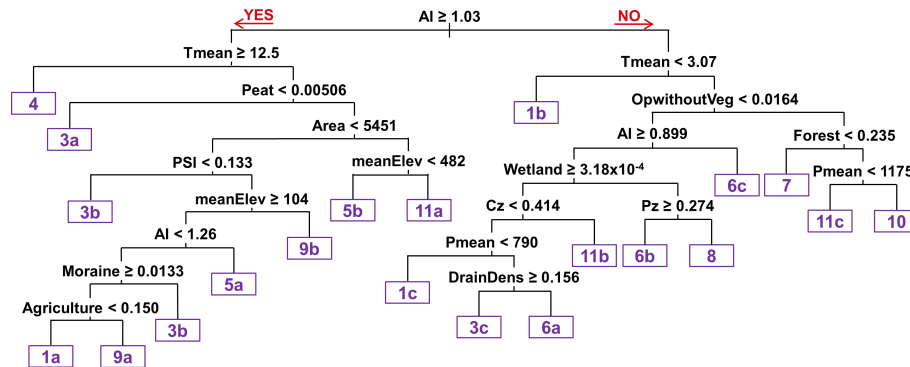 AI ≥ 1.03
YES
NO
Tmean ≥ 12.5
Tmean < 3.07
4
Peat < 0.00506
1b
OpwithoutVeg < 0.0164
3a
Area < 5451
AI ≥ 0.899
Forest < 0.235
PSI < 0.133
meanElev < 482
Wetland ≥ 3.18x10-4
6c
7
Pmean < 1175
3b
meanElev ≥ 104
5b
11a
Cz < 0.414
Pz ≥ 0.274
11c
10
AI < 1.26
9b
Pmean < 790
11b
6b
8
Moraine ≥ 0.0133
5a
1c
DrainDens ≥ 0.156
Agriculture < 0.150
3b
3c
6a
1a
9a